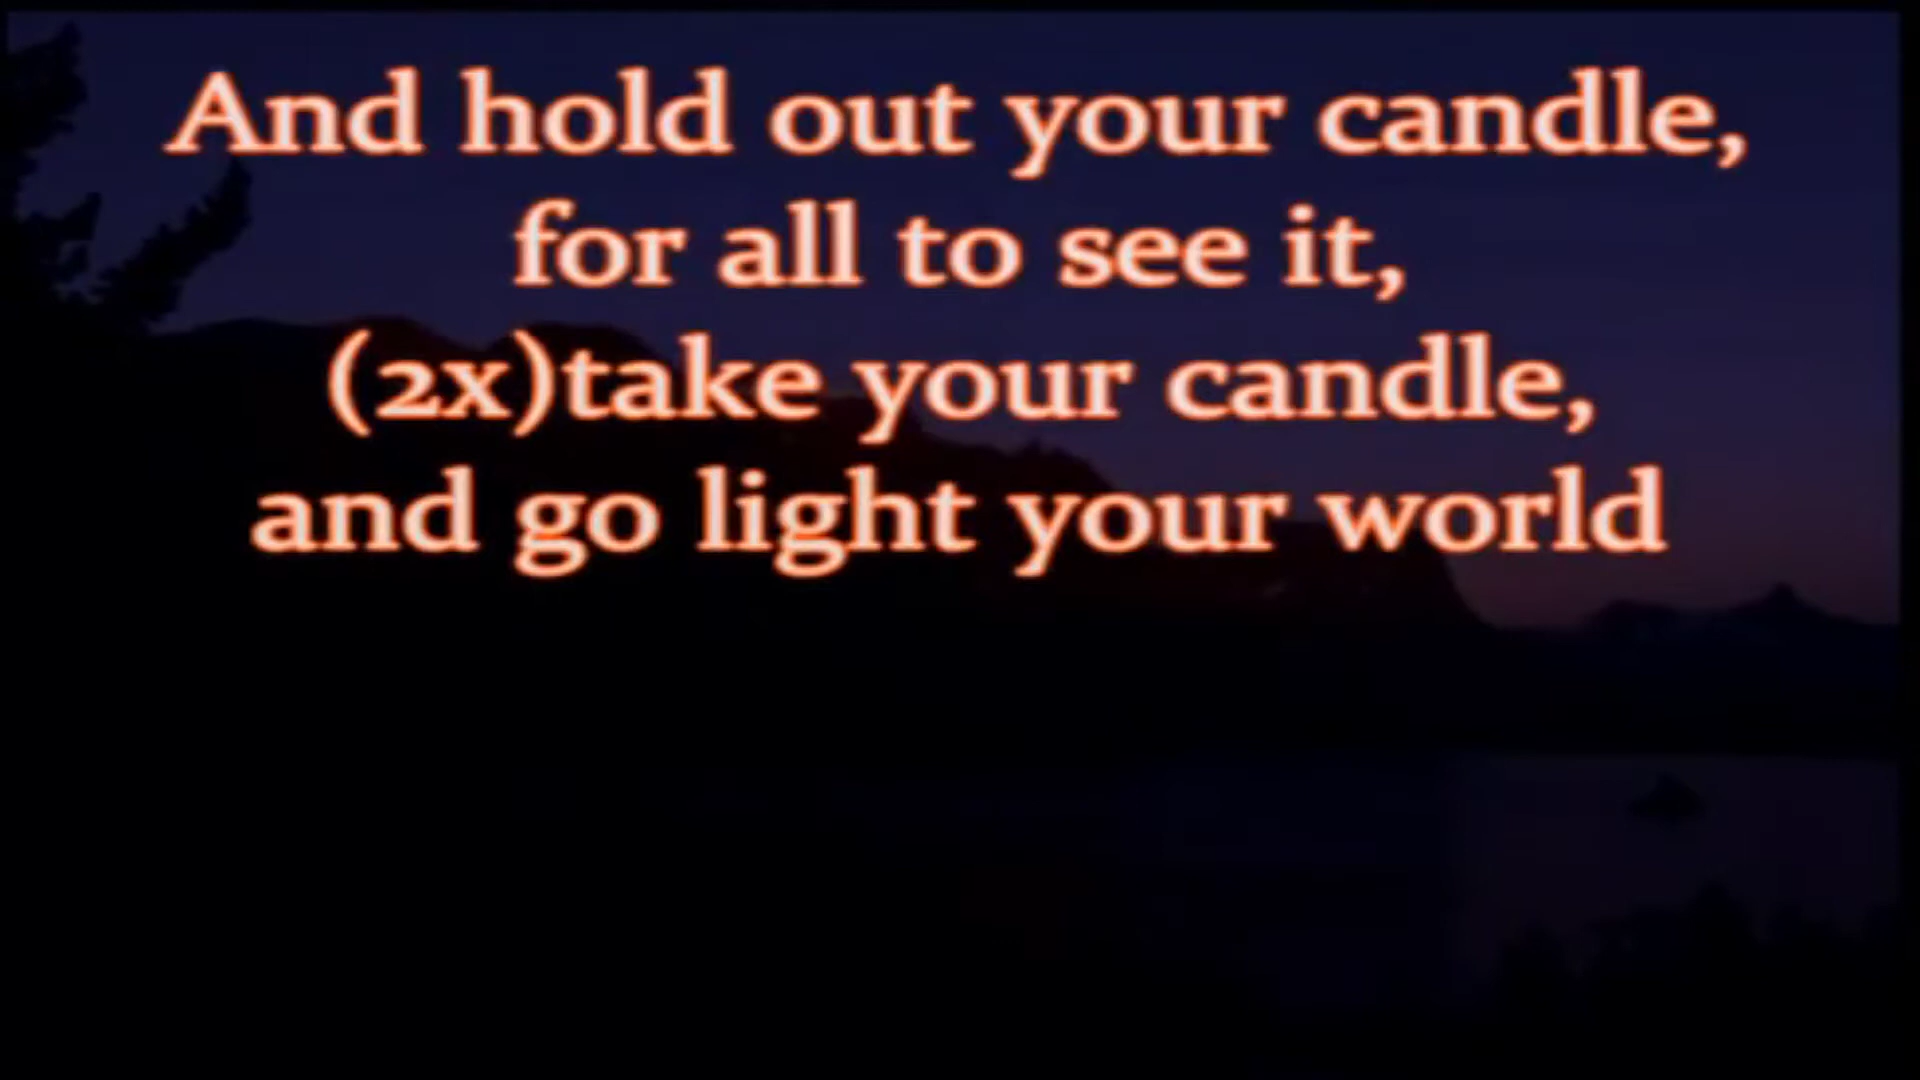 And hold out your candle,
for all to see it,
(2x)take your candle,
and go light your world